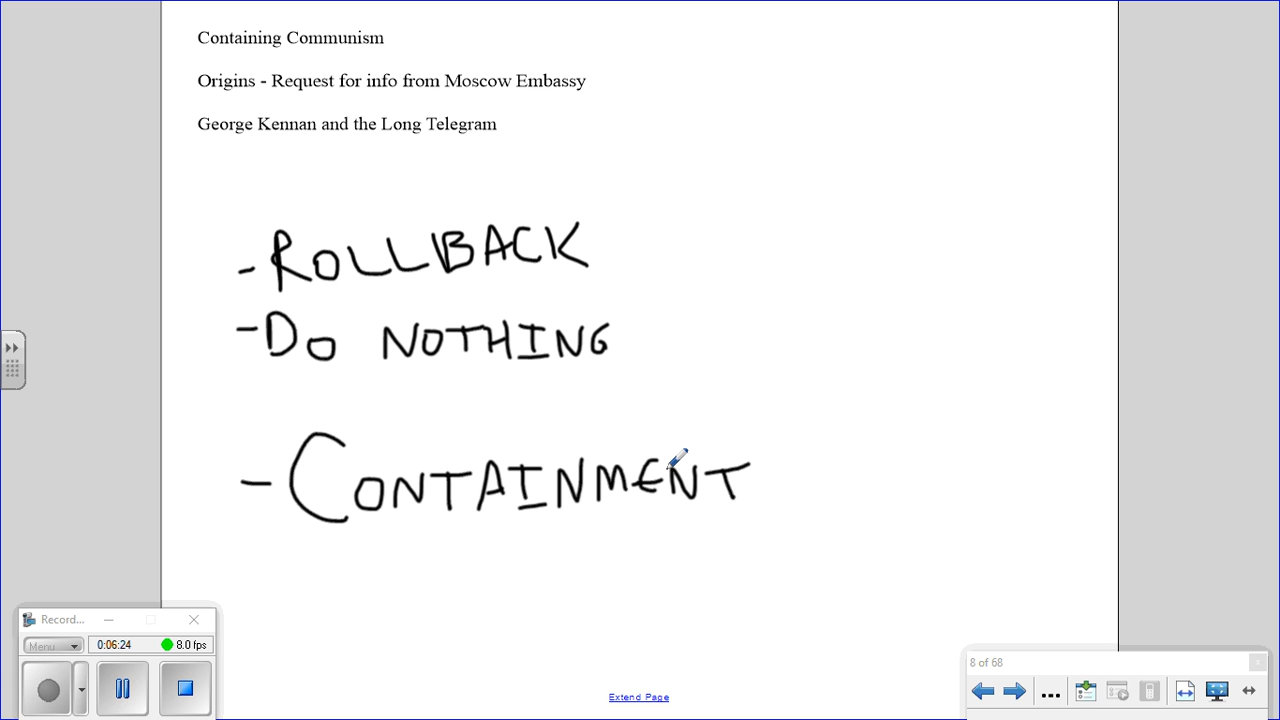 Containing Communism
Origins - Request for info from Moscow Embassy
George Kennan and the Long Telegram
- ROLLBACK
- DO NOTHING
- CONTAINMENT
Record...
Menu
0:06:24
8.0 fps
Extend Page
8 of 68